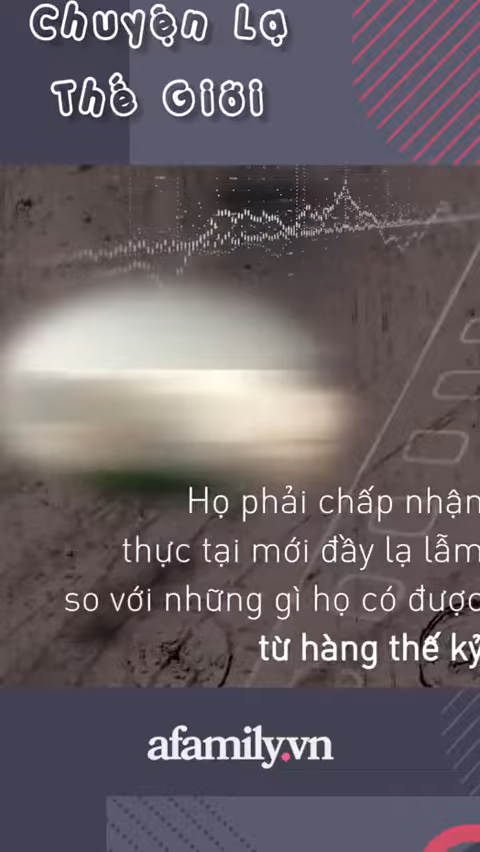 Chuyện Lạ
Thế Giới
Họ phải chấp nhận
thực tại mới đầy lạ lẫm
so với những gì họ có được
từ hàng thế kỷ
afamily.vn